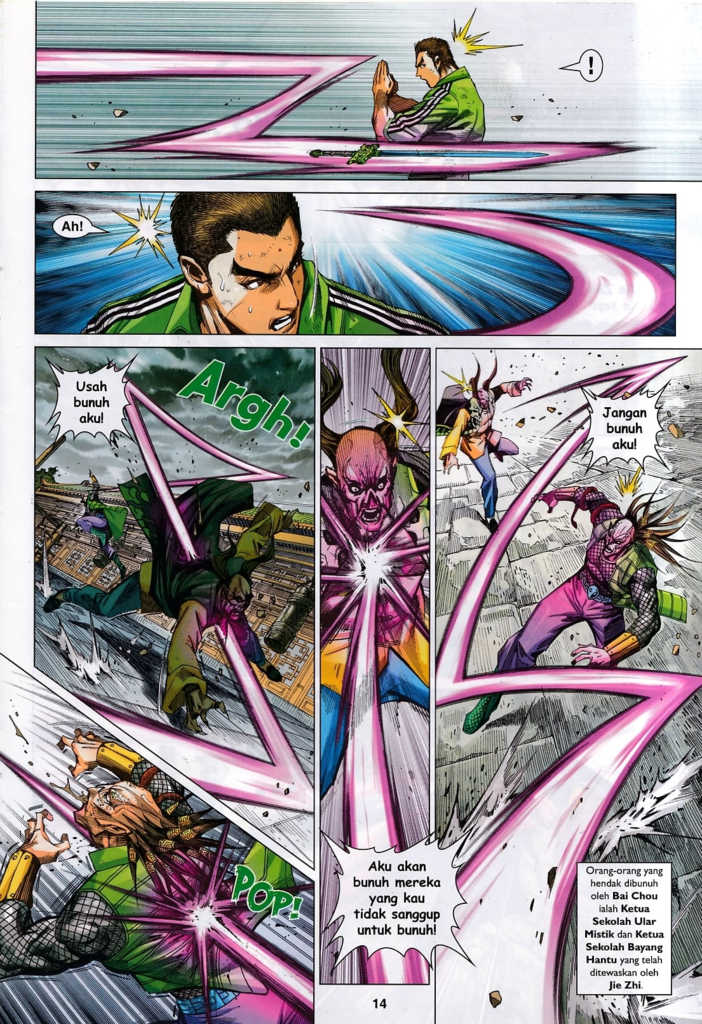 !
Ah!
Usah
bunuh
aku!
Argh!
Jangan
bunuh
aku!
POP!
Aku akan
bunuh mereka
yang kau
tidak sanggup
untuk bunuh!
Orang-orang yang
hendak dibunuh
oleh Bai Chou
ialah Ketua
Sekolah Ular
Mistik dan Ketua
Sekolah Bayang
Hantu yang telah
ditewaskan oleh
Jie Zhi.
14